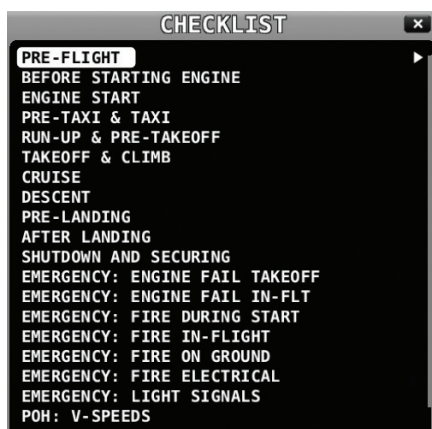 CHECKLIST
PRE-FLIGHT
BEFORE STARTING ENGINE
ENGINE START
PRE-TAXI & TAXI
RUN-UP & PRE-TAKEOFF
TAKEOFF & CLIMB
CRUISE
DESCENT
PRE-LANDING
AFTER LANDING
SHUTDOWN AND SECURING
EMERGENCY: ENGINE FAIL TAKEOFF
EMERGENCY: ENGINE FAIL IN-FLT
EMERGENCY: FIRE DURING START
EMERGENCY: FIRE IN-FLIGHT
EMERGENCY: FIRE ON GROUND
EMERGENCY: FIRE ELECTRICAL
EMERGENCY: LIGHT SIGNALS
POH: V-SPEEDS